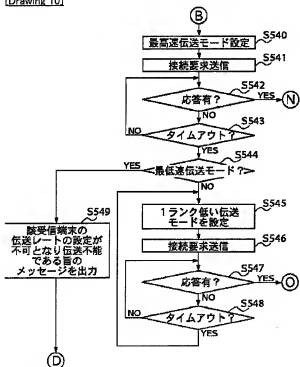 [Drawing 10]
B
最高速伝送モード設定
S540
接続要求送信
S541
応答有?
S542
YES
N
NO
タイムアウト?
S543
NO
YES
最低速伝送モード?
S544
YES
NO
1ランク低い伝送
モードを設定
S545
接続要求送信
S546
応答有?
S547
YES
O
NO
タイムアウト?
S548
NO
YES
S549
該受信端末の
伝送レートの設定が
不可となり伝送不能
である旨の
メッセージを出力
D